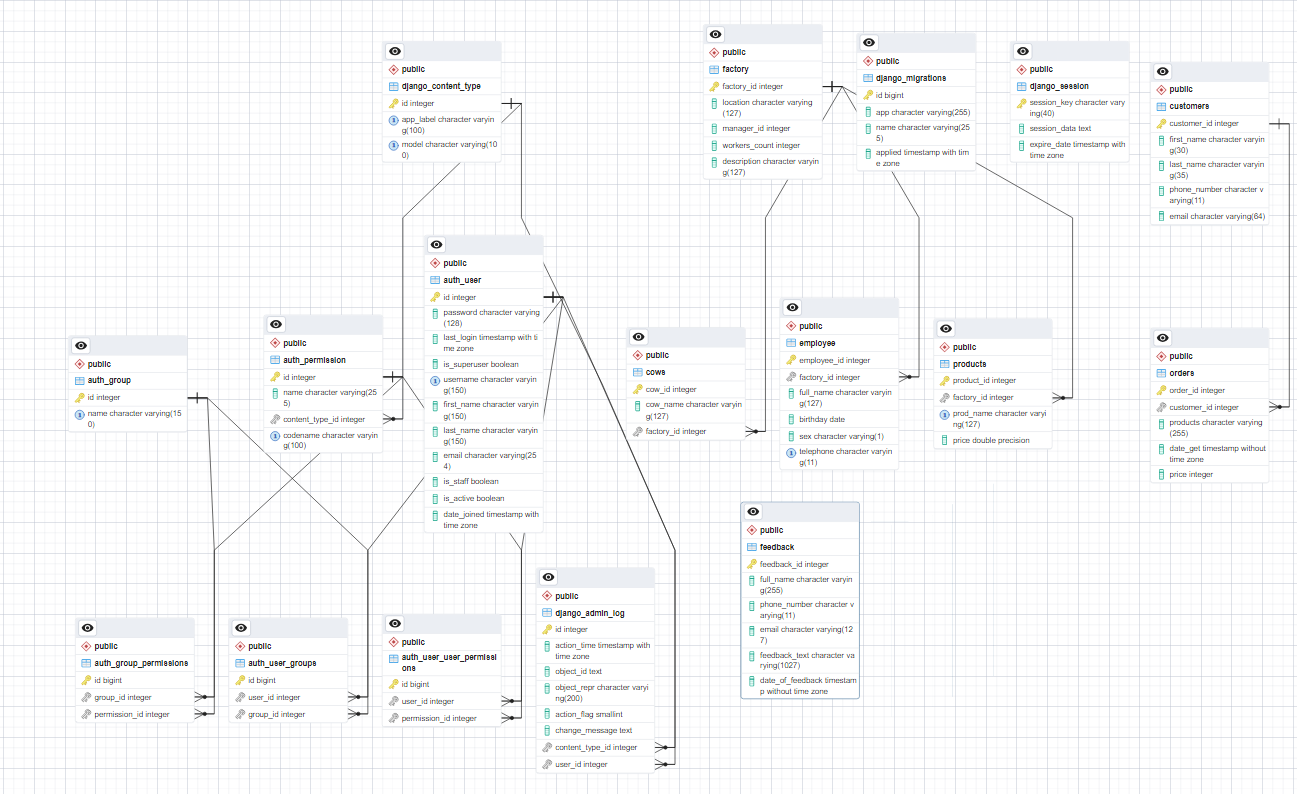 public
django_content_type
id integer
app_label character varyin
g(100)
model character varying(10
0)
public
factory
factory_id integer
location character varying
(127)
manager_id integer
workers_count integer
description character varyin
g(127)
public
django_migrations
id bigint
app character varying(255)
name character varying(25
5)
applied timestamp with tim
e zone
public
django_session
session_key character vary
ing(40)
session_data text
expire_date timestamp with
time zone
public
customers
customer_id integer
first_name character varyin
g(30)
last_name character varyin
g(35)
phone_number character v
arying(11)
email character varying(64)
public
auth_group
id integer
name character varying(15
0)
public
auth_permission
id integer
name character varying(25
5)
content_type_id integer
codename character varyin
g(100)
public
auth_user
id integer
password character varying
(128)
last_login timestamp with ti
me zone
is_superuser boolean
username character varyin
g(150)
first_name character varyin
g(150)
last_name character varyin
g(150)
email character varying(25
4)
is_staff boolean
is_active boolean
date_joined timestamp with
time zone
public
cows
cow_id integer
cow_name character varyin
g(127)
factory_id integer
public
employee
employee_id integer
factory_id integer
full_name character varyin
g(127)
birthday date
sex character varying(1)
telephone character varyin
g(11)
public
products
product_id integer
factory_id integer
prod_name character varyi
ng(127)
price double precision
public
orders
order_id integer
customer_id integer
products character varying
(255)
date_get timestamp without
time zone
price integer
public
feedback
feedback_id integer
full_name character varyin
g(255)
phone_number character v
arying(11)
email character varying(12
7)
feedback_text character va
rying(1027)
date_of_feedback timestam
p without time zone
public
auth_group_permissions
id bigint
group_id integer
permission_id integer
public
auth_user_groups
id bigint
user_id integer
group_id integer
public
auth_user_user_permissi
ons
id bigint
user_id integer
permission_id integer
public
django_admin_log
id integer
action_time timestamp with
time zone
object_id text
object_repr character varyi
ng(200)
action_flag smallint
change_message text
content_type_id integer
user_id integer